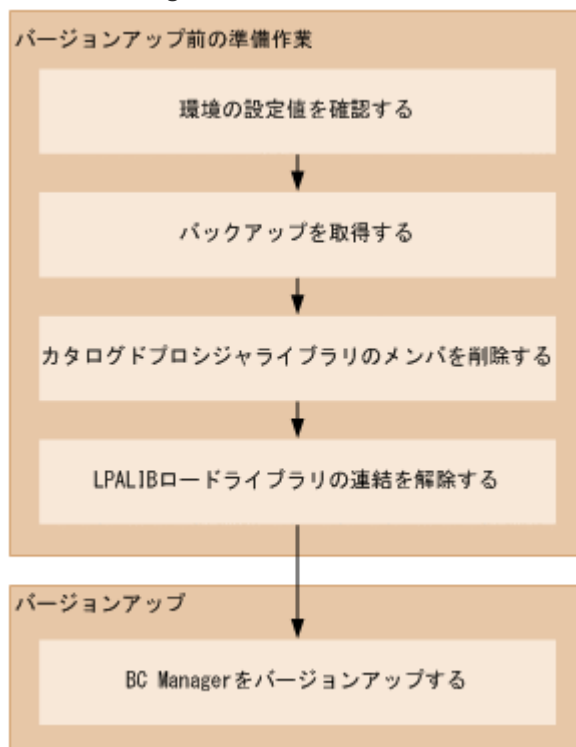 バージョンアップ前の準備作業
環境の設定値を確認する
バックアップを取得する
カタログドプロシジャライブラリのメンバを削除する
LPALIBロードライブラリの連結を解除する
バージョンアップ
BC Managerをバージョンアップする